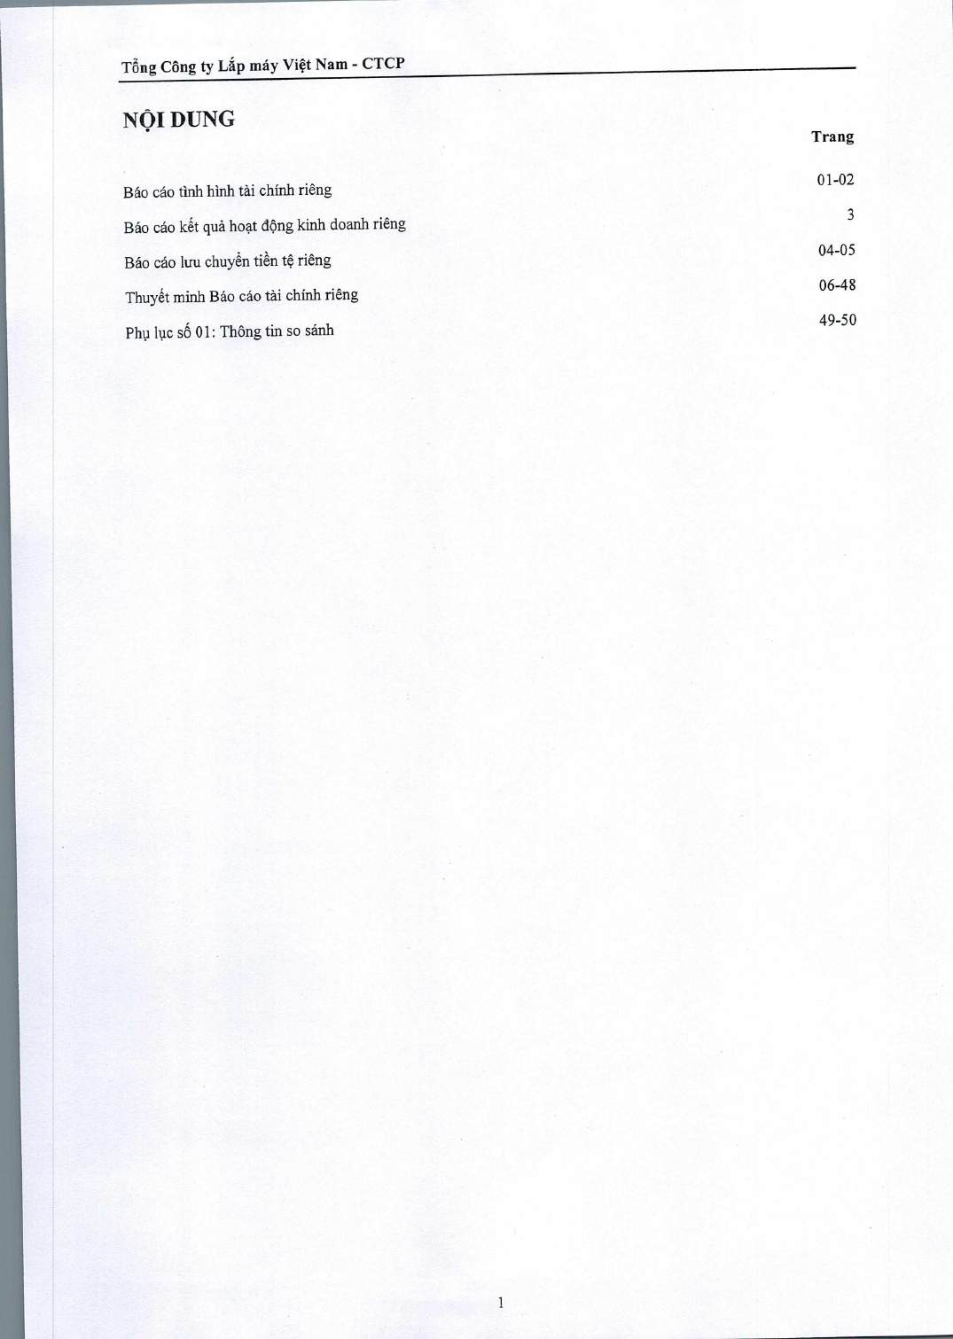 Tổng Công ty Lắp máy Việt Nam - CTCP
NỘI DUNG
Trang
Báo cáo tình hình tài chính riêng 01-02
Báo cáo kết quả hoạt động kinh doanh riêng 3
Báo cáo lưu chuyển tiền tệ riêng 04-05
Thuyết minh Báo cáo tài chính riêng 06-48
Phụ lục số 01: Thông tin so sánh 49-50
1